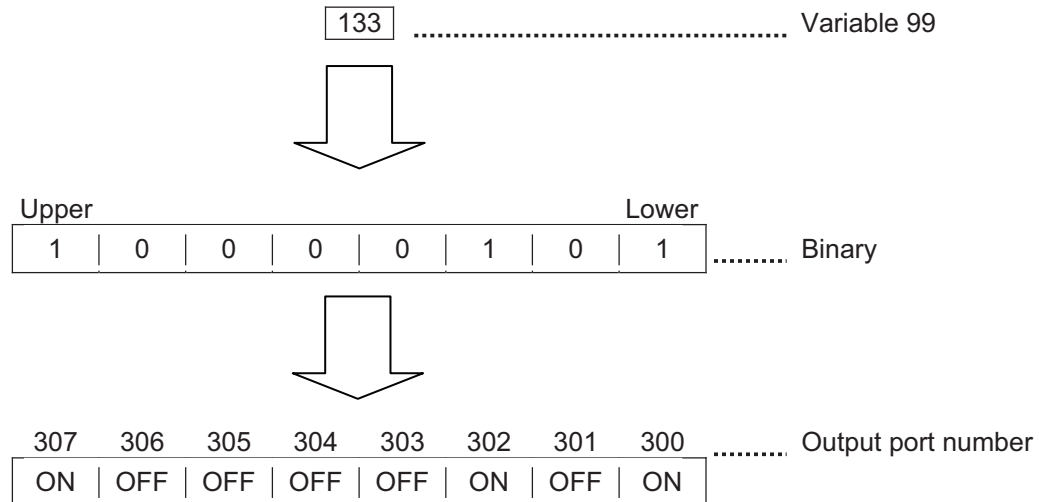 133 Variable 99
Upper Lower
1 0 0 0 0 1 0 1 Binary
307 306 305 304 303 302 301 300 Output port number
ON OFF OFF OFF OFF ON OFF ON